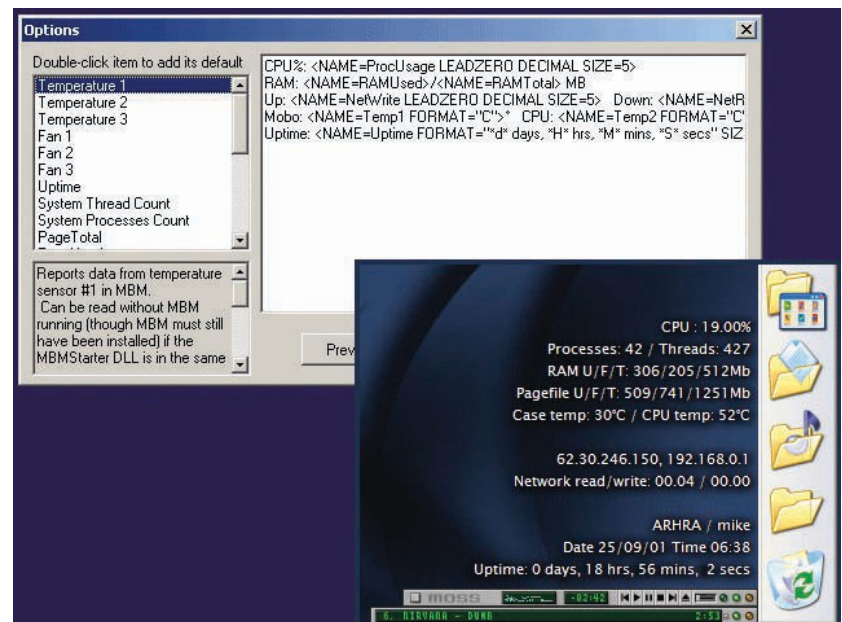 Options
Double-click item to add its default
Temperature 1
Temperature 2
Temperature 3
Fan 1
Fan 2
Fan 3
Uptime
System Thread Count
System Processes Count
PageTotal
Reports data from temperature
sensor #1 in MBM.
Can be read without MBM
running (though MBM must still
have been installed) if the
MBMStarter DLL is in the same
CPU%: <NAME=ProcUsage LEADZERO DECIMAL SIZE=5>
RAM: <NAME=RAMUsed>/<NAME=RAMTotal> MB
Up: <NAME=NetWrite LEADZERO DECIMAL SIZE=5> Down: <NAME=NetR
Mobo: <NAME=Temp1 FORMAT="C">° CPU: <NAME=Temp2 FORMAT="C"
Uptime: <NAME=Uptime FORMAT="*d* days, *H* hrs, *M* mins, *S* secs" SIZ
Prev
CPU : 19.00%
Processes: 42 / Threads: 427
RAM U/F/T: 306/205/512Mb
Pagefile U/F/T: 509/741/1251Mb
Case temp: 30°C / CPU temp: 52°C
62.30.246.150, 192.168.0.1
Network read/write: 00.04 / 00.00
ARHRA / mike
Date 25/09/01 Time 06:38
Uptime: 0 days, 18 hrs, 56 mins, 2 secs
moss -02:42
6. NIRVANA - DUMB 2:53